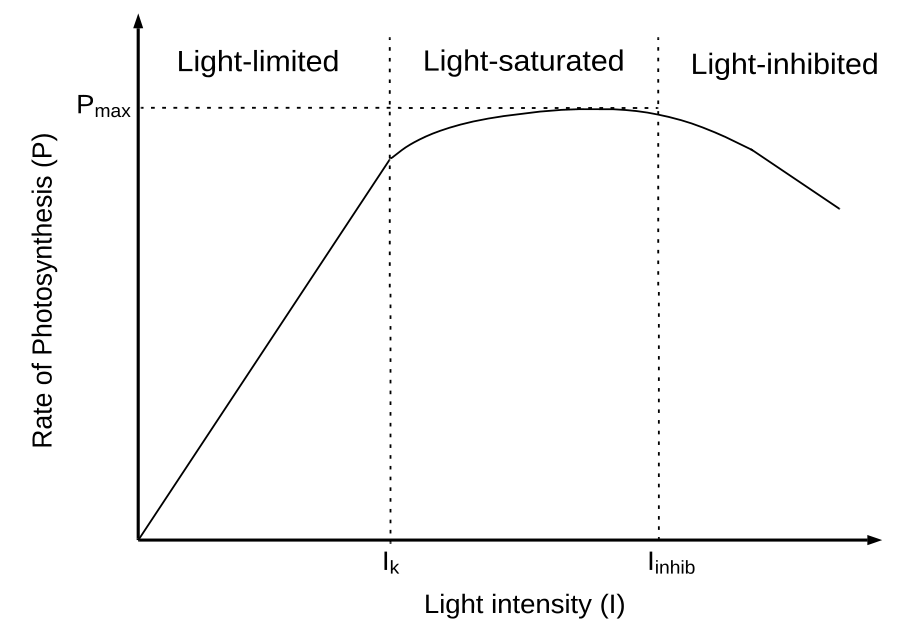 Light-limited
Light-saturated
Light-inhibited
Pmax
Rate of Photosynthesis (P)
Ik
Iinhib
Light intensity (I)